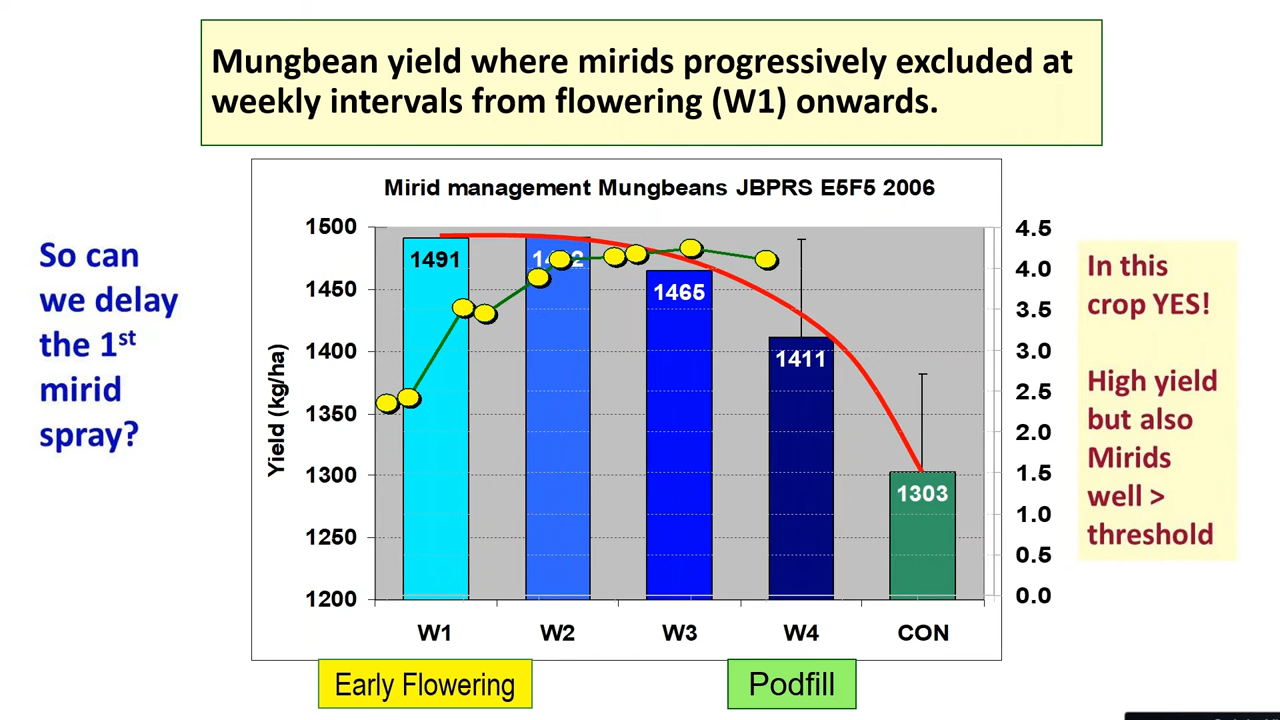 Mungbean yield where mirids progressively excluded at
weekly intervals from flowering (W1) onwards.
So can
we delay
the 1st
mirid
spray?
Mirid management Mungbeans JBPRS E5F5 2006
Yield (kg/ha)
1500
1450
1400
1350
1300
1250
1200
1491
1465
1411
1303
4.5
4.0
3.5
3.0
2.5
2.0
1.5
1.0
0.5
0.0
W1 W2 W3 W4 CON
Early Flowering
Podfill
In this
crop YES!
High yield
but also
Mirids
well >
threshold